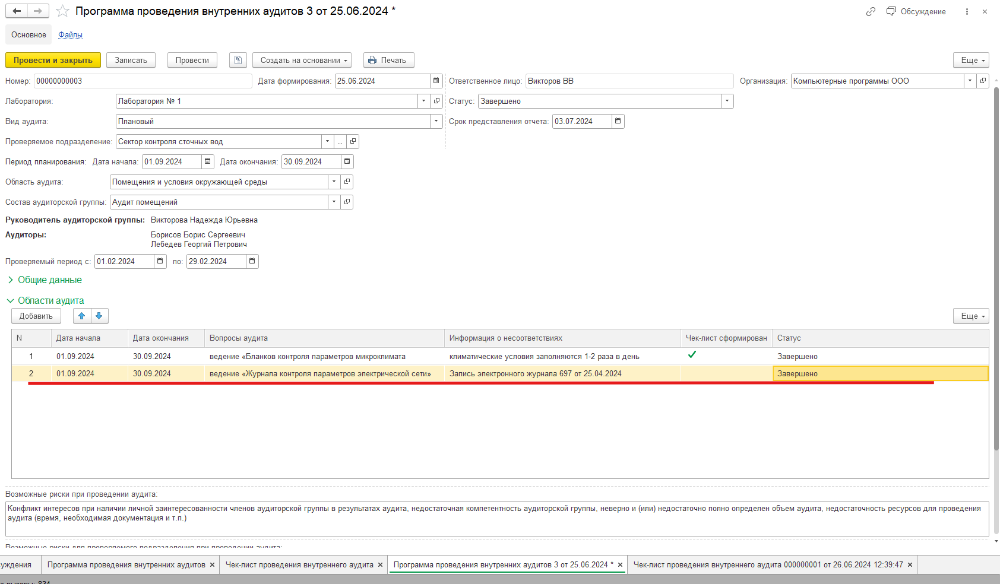 Программа проведения внутренних аудитов 3 от 25.06.2024 *
Обсуждение
Основное Файлы
Провести и закрыть Записать Провести Создать на основании Печать Еще
Номер: 00000000003 Дата формирования: 25.06.2024 Ответственное лицо: Викторов ВВ Организация: Компьютерные программы ООО
Лаборатория: Лаборатория № 1 Статус: Завершено
Вид аудита: Плановый Срок представления отчета: 03.07.2024
Проверяемое подразделение: Сектор контроля сточных вод ...
Период планирования: Дата начала: 01.09.2024 Дата окончания: 30.09.2024
Область аудита: Помещения и условия окружающей среды
Состав аудиторской группы: Аудит помещений
Руководитель аудиторской группы: Викторова Надежда Юрьевна
Аудиторы: Борисов Борис Сергеевич
Лебедев Георгий Петрович
Проверяемый период с: 01.02.2024 по: 29.02.2024
Общие данные
Области аудита
Добавить Еще
N Дата начала Дата окончания Вопросы аудита Информация о несоответствиях Чек-лист сформирован Статус
1 01.09.2024 30.09.2024 ведение «Бланков контроля параметров микроклимата климатические условия заполняются 1-2 раза в день Завершено
2 01.09.2024 30.09.2024 ведение «Журнала контроля параметров электрической сети» Запись электронного журнала 697 от 25.04.2024 Завершено
Возможные риски при проведении аудита:
Конфликт интересов при наличии личной заинтересованности членов аудиторской группы в результатах аудита, недостаточная компетентность аудиторской группы, неверно и (или) недостаточно полно определен объем аудита, недостаточность ресурсов для проведения
аудита (время, необходимая документация и т.п.)
Возможные риски для проверяемого подразделения при проведении аудита:
уждения Программа проведения внутренних аудитов Чек-лист проведения внутреннего аудита Программа проведения внутренних аудитов 3 от 25.06.2024 * Чек-лист проведения внутреннего аудита 000000001 от 26.06.2024 12:39:47